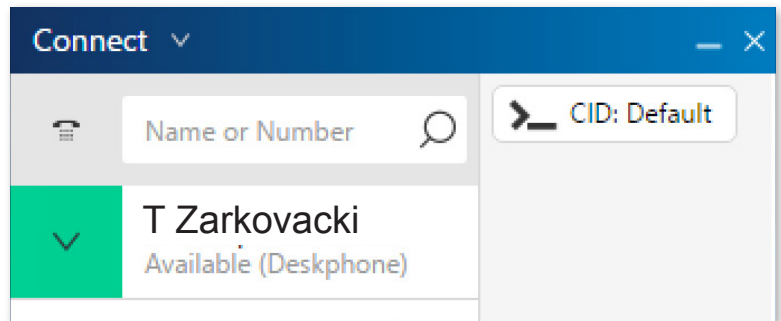 Connect
Name or Number
CID: Default
T Zarkovacki
Available (Deskphone)